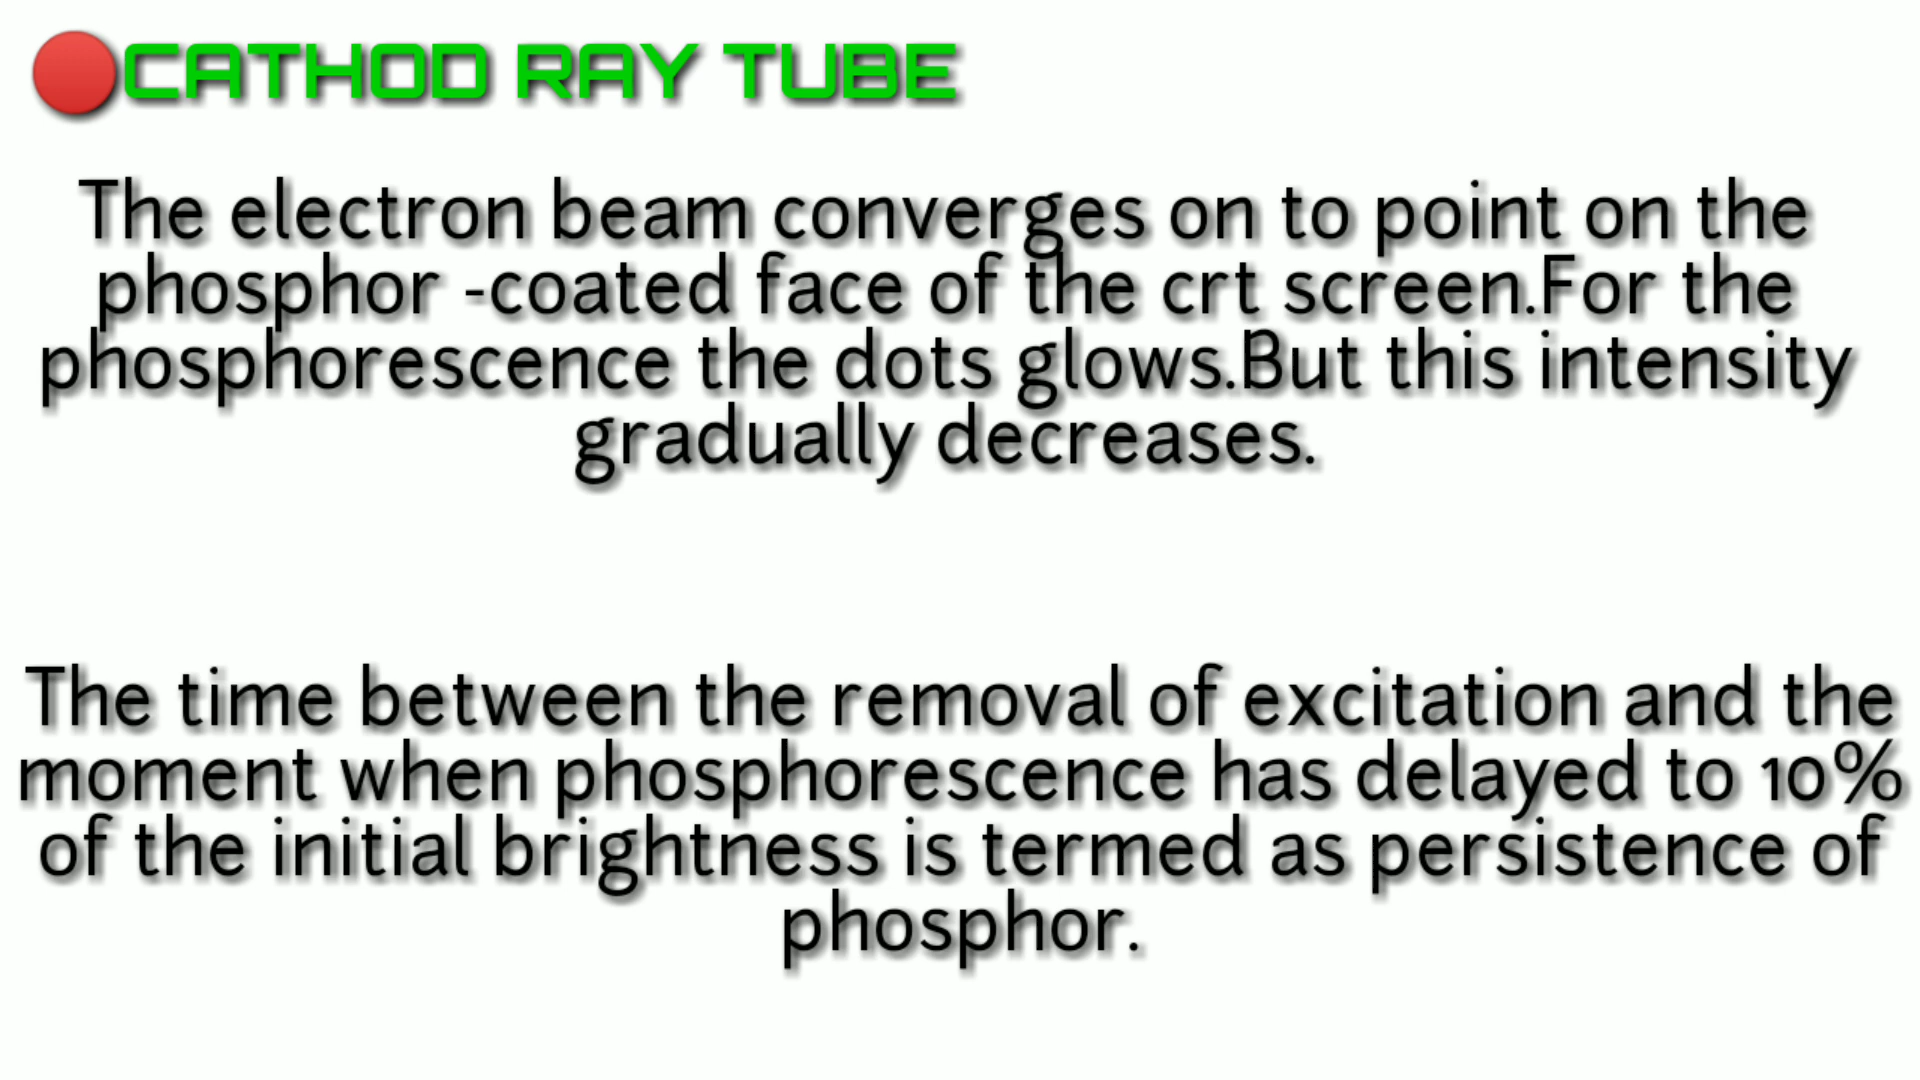 CATHOD RAY TUBE
The electron beam converges on to point on the
phosphor -coated face of the crt screen.For the
phosphorescence the dots glows.But this intensity
gradually decreases.
The time between the removal of excitation and the
moment when phosphorescence has delayed to 10%
of the initial brightness is termed as persistence of
phosphor.